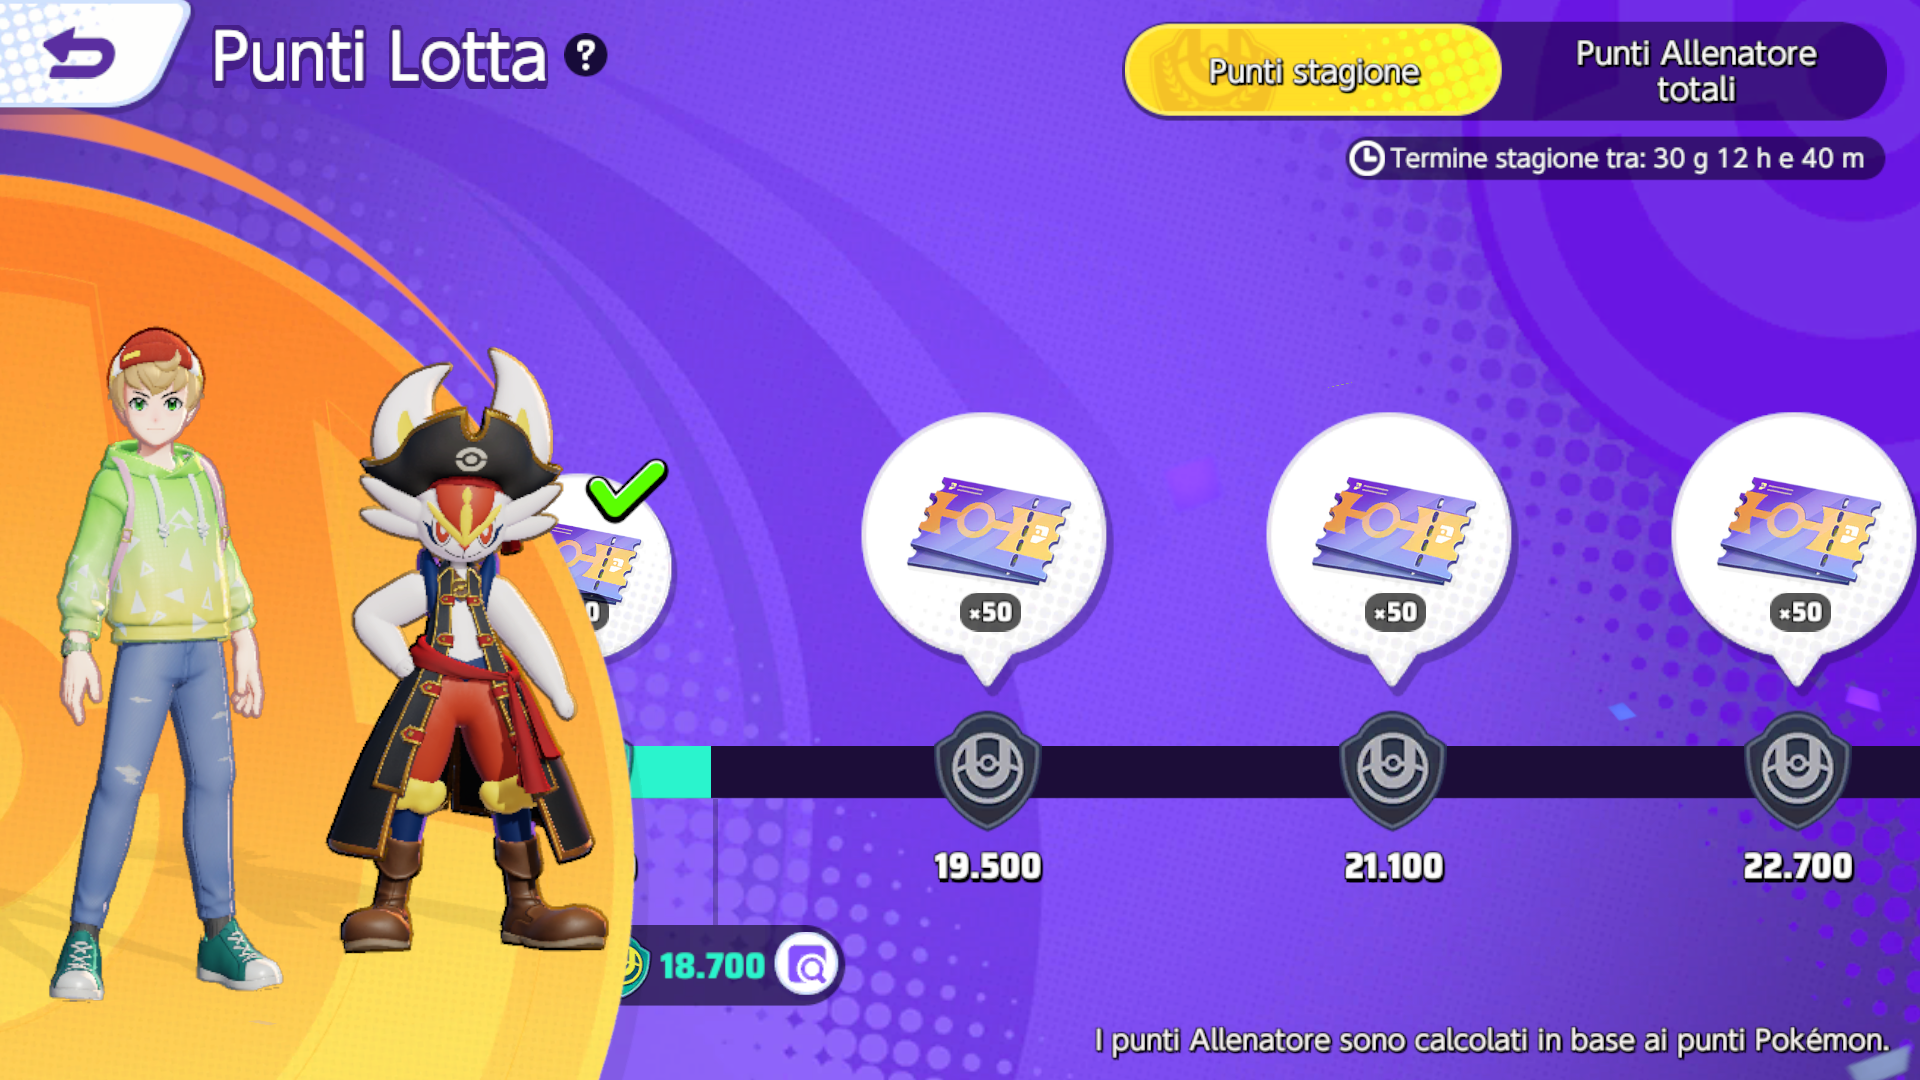 Punti Lotta ?
Punti stagione
Punti Allenatore
totali
Termine stagione tra: 30 g 12 h e 40 m
×50
×50
×50
19.500
21.100
22.700
18.700
I punti Allenatore sono calcolati in base ai punti Pokémon.